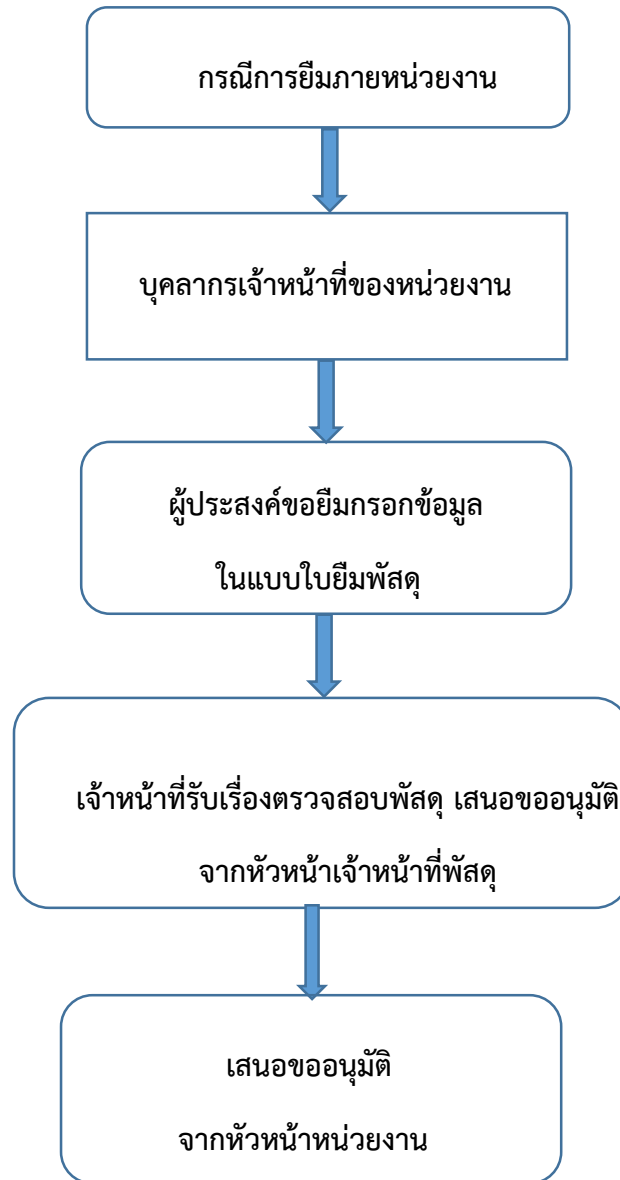 กรณีการยืมภายหน่วยงาน
บุคลากรเจ้าหน้าที่ของหน่วยงาน
ผู้ประสงค์ขอยืมกรอกข้อมูล
ในแบบใบยืมพัสดุ
เจ้าหน้าที่รับเรื่องตรวจสอบพัสดุ เสนอขออนุมัติ
จากหัวหน้าเจ้าหน้าที่พัสดุ
เสนอขออนุมัติ
จากหัวหน้าหน่วยงาน